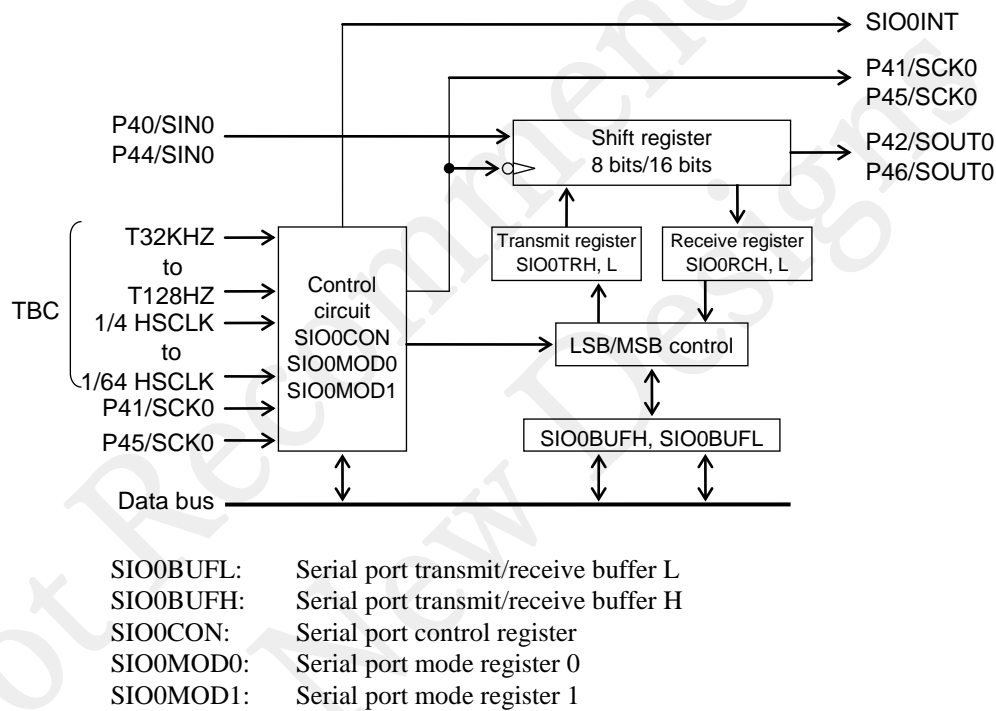 SIO0INT
P41/SCK0
P45/SCK0
P40/SIN0
P44/SIN0
Shift register
8 bits/16 bits
P42/SOUT0
P46/SOUT0
TBC
T32KHZ
to
T128HZ
1/4 HSCLK
to
1/64 HSCLK
P41/SCK0
P45/SCK0
Control
circuit
SIO0CON
SIO0MOD0
SIO0MOD1
Transmit register
SIO0TRH, L
Receive register
SIO0RCH, L
LSB/MSB control
SIO0BUFH, SIO0BUFL
Data bus
SIO0BUFL: Serial port transmit/receive buffer L
SIO0BUFH: Serial port transmit/receive buffer H
SIO0CON: Serial port control register
SIO0MOD0: Serial port mode register 0
SIO0MOD1: Serial port mode register 1
New Designs